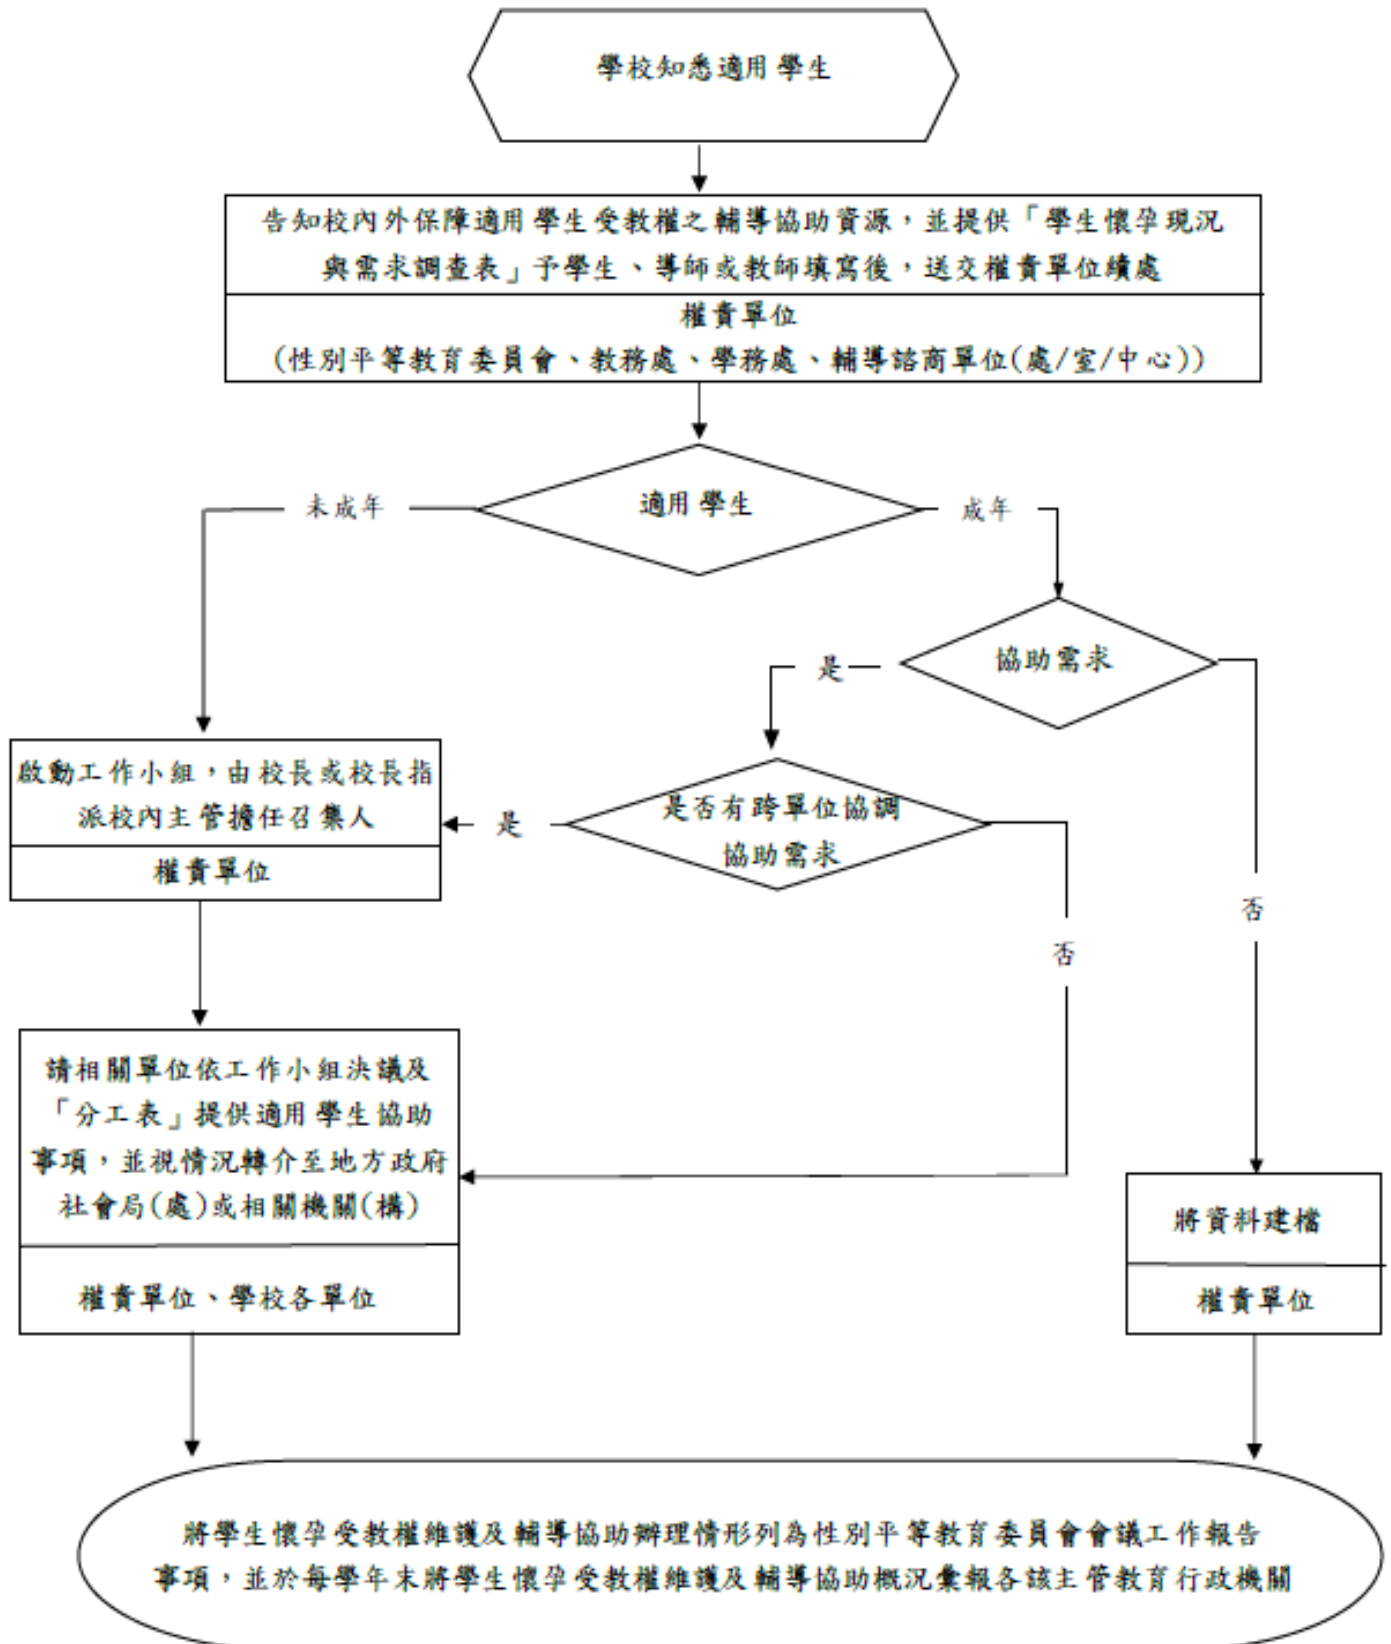 學校知悉適用學生
告知校內外保障適用學生受教權之輔導協助資源，並提供「學生懷孕現況
與需求調查表」予學生、導師或教師填寫後，送交權責單位續處
權責單位
(性別平等教育委員會、教務處、學務處、輔導諮商單位(處/室/中心))
適用學生
未成年
成年
協助需求
是
否
是否有跨單位協調
協助需求
是
否
啟動工作小組，由校長或校長指
派校內主管擔任召集人
權責單位
請相關單位依工作小組決議及
「分工表」提供適用學生協助
事項，並視情況轉介至地方政府
社會局(處)或相關機關(構)
權責單位、學校各單位
將資料建檔
權責單位
將學生懷孕受教權維護及輔導協助辦理情形列為性別平等教育委員會會議工作報告
事項，並於每學年末將學生懷孕受教權維護及輔導協助概況彙報各該主管教育行政機關